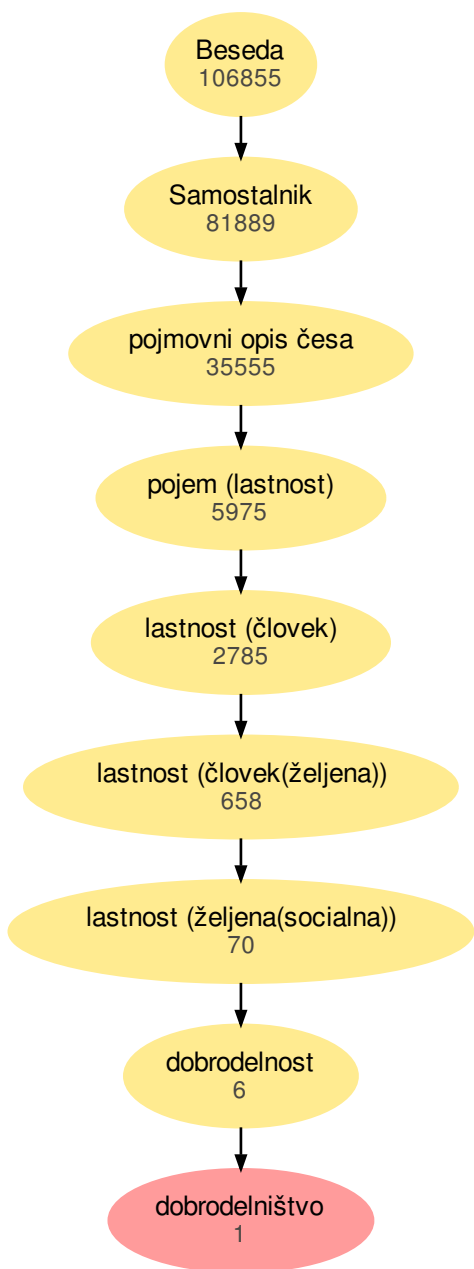 Beseda
106855
Samostalnik
81889
pojmovni opis česa
35555
pojem (lastnost)
5975
lastnost (človek)
2785
lastnost (človek(željena))
658
lastnost (željena(socialna))
70
dobrodelnost
6
dobrodelništvo
1